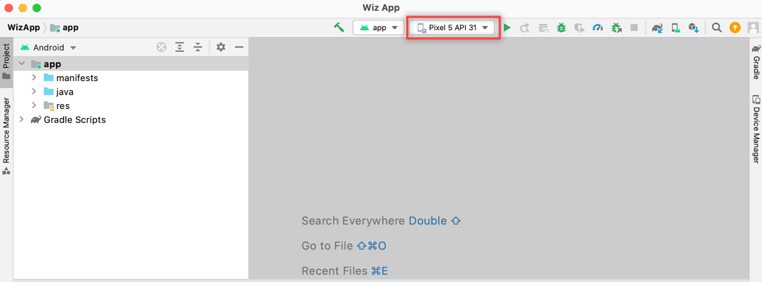 Wiz App
WizApp
app
app
Pixel 5 API 31
Project
Resource Manager
Android
app
manifests
java
res
Gradle Scripts
Search Everywhere Double ⇧
Go to File ⇧⌘O
Recent Files ⌘E
Gradle
Device Manager